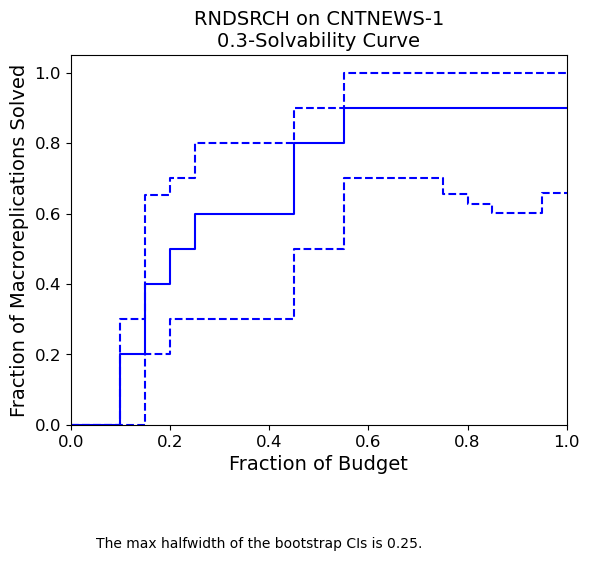 RNDSRCH on CNTNEWS-1
0.3-Solvability Curve
Fraction of Macroreplications Solved
1.0
0.8
0.6
0.4
0.2
0.0
0.0 0.2 0.4 0.6 0.8 1.0
Fraction of Budget
The max halfwidth of the bootstrap CIs is 0.25.